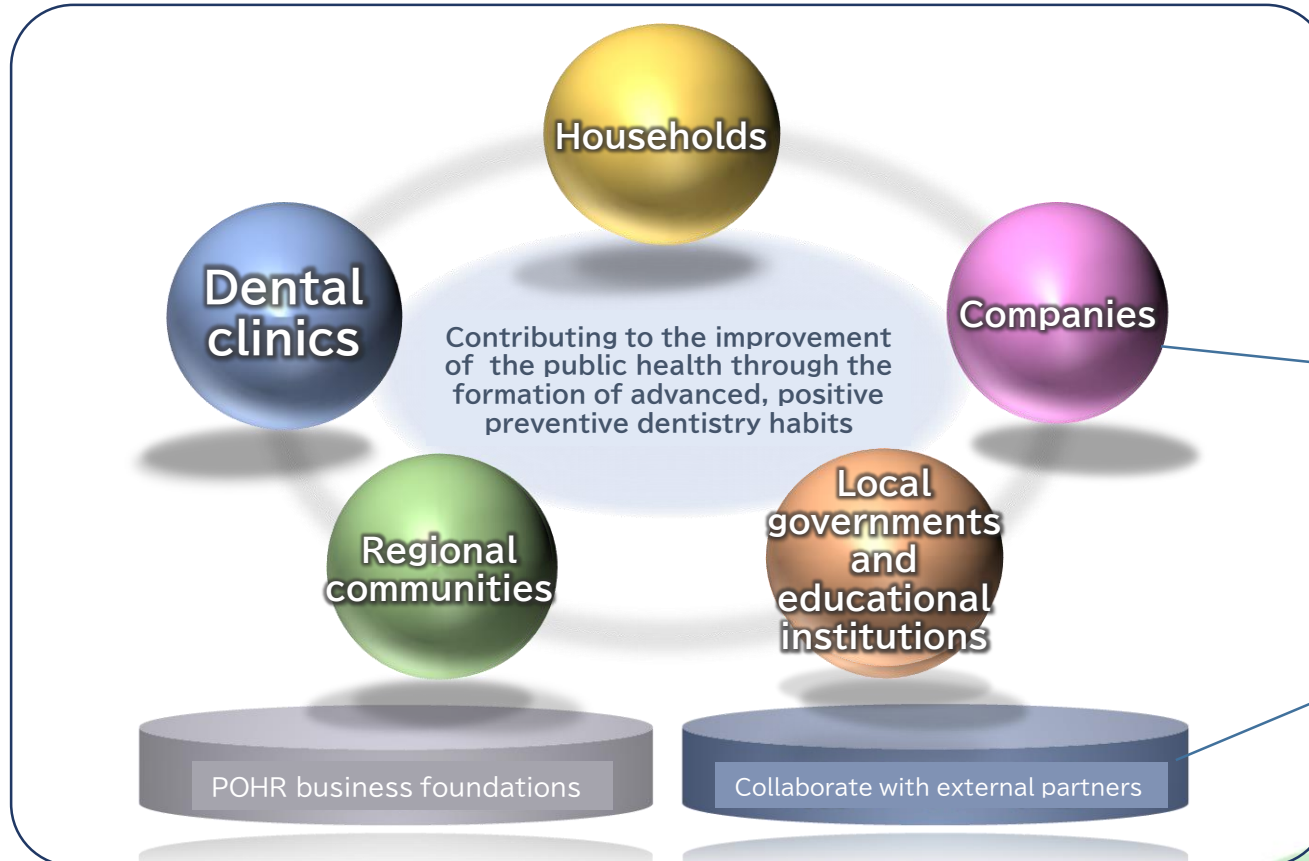 Households
Dental
clinics
Companies
Contributing to the improvement
of  the public health through the
formation of advanced, positive
preventive dentistry habits
Regional
communities
Local
governments
and
educational
institutions
POHR business foundations
Collaborate with external partners